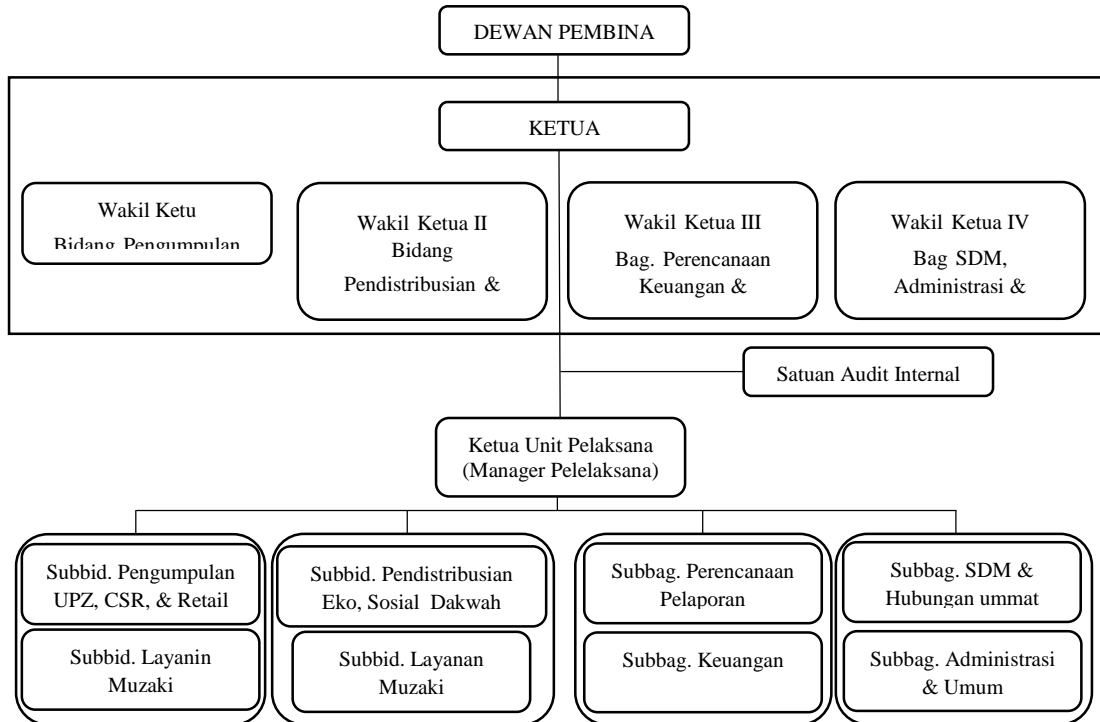 DEWAN PEMBINA
KETUA
Wakil Ketu
Bidang Pengumpulan
Wakil Ketua II
Bidang
Pendistribusian &
Wakil Ketua III
Bag. Perencanaan
Keuangan &
Wakil Ketua IV
Bag SDM,
Administrasi &
Satuan Audit Internal
Ketua Unit Pelaksana
(Manager Pelelaksana)
Subbid. Pengumpulan
UPZ, CSR, & Retail
Subbid. Layanin
Muzaki
Subbid. Pendistribusian
Eko, Sosial Dakwah
Subbid. Layanan
Muzaki
Subbag. Perencanaan
Pelaporan
Subbag. Keuangan
Subbag. SDM &
Hubungan ummat
Subbag. Administrasi
& Umum